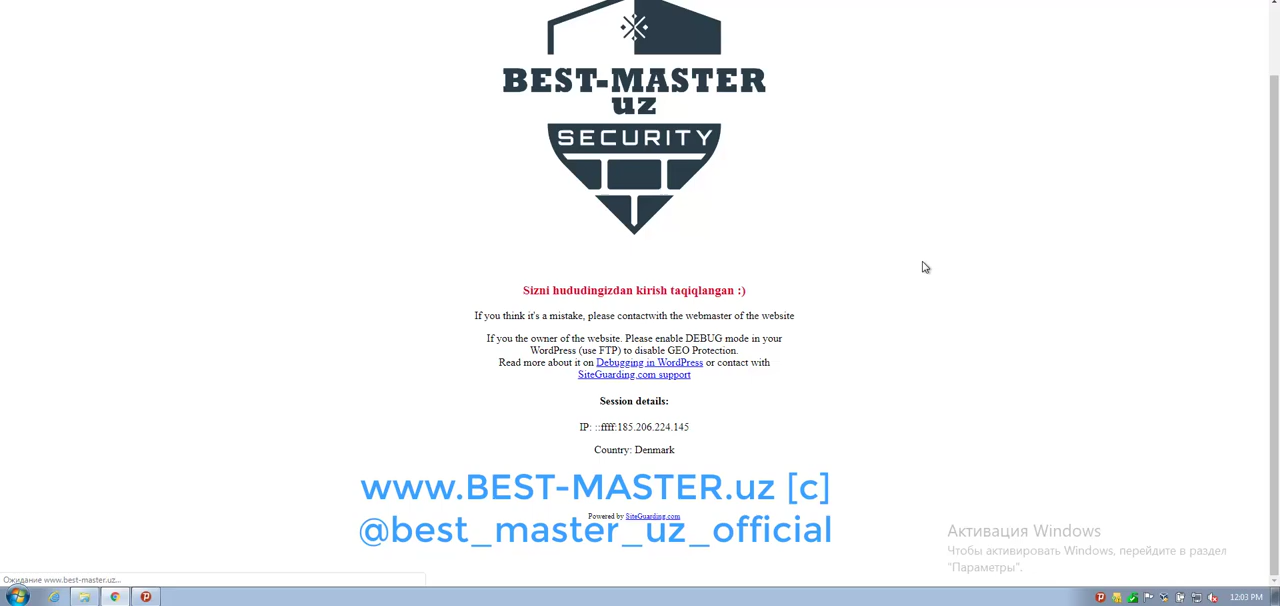 BEST-MASTER
uz
SECURITY
Sizni hududingizdan kirish taqiqlangan :)
If you think it's a mistake, please contactwith the webmaster of the website
If you the owner of the website. Please enable DEBUG mode in your
WordPress (use FTP) to disable GEO Protection.
Read more about it on Debugging in WordPress or contact with
SiteGuarding.com support
Session details:
IP: ::ffff:185.206.224.145
Country: Denmark
www.BEST-MASTER.uz [c]
Powered by SiteGuarding.com
@best_master_uz_official
Активация Windows
Чтобы активировать Windows, перейдите в раздел
"Параметры".
Ожидание www.best-master.uz...
12:03 PM